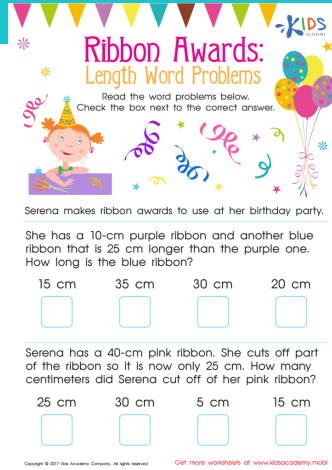 KIDS
ACADEMY
Ribbon Awards:
Length Word Problems
Read the word problems below.
Check the box next to the correct answer.
Serena makes ribbon awards to use at her birthday party.
She has a 10-cm purple ribbon and another blue
ribbon that is 25 cm longer than the purple one.
How long is the blue ribbon?
15 cm 35 cm 30 cm 20 cm
Serena has a 40-cm pink ribbon. She cuts off part
of the ribbon so it is now only 25 cm. How many
centimeters did Serena cut off of her pink ribbon?
25 cm 30 cm 5 cm 15 cm
Copyright © 2017 Kids Academy Company. All rights reserved
Get more worksheets at www.kidsacademy.mobi